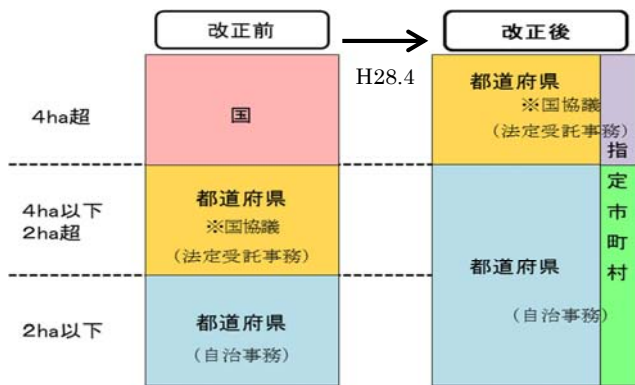 改正前
改正後
H28.4
4ha超
国
都道府県
※国協議
(法定受託事務)
4ha以下
2ha超
都道府県
※国協議
(法定受託事務)
2ha以下
都道府県
(自治事務)
都道府県
(自治事務)
指
定
市
町
村